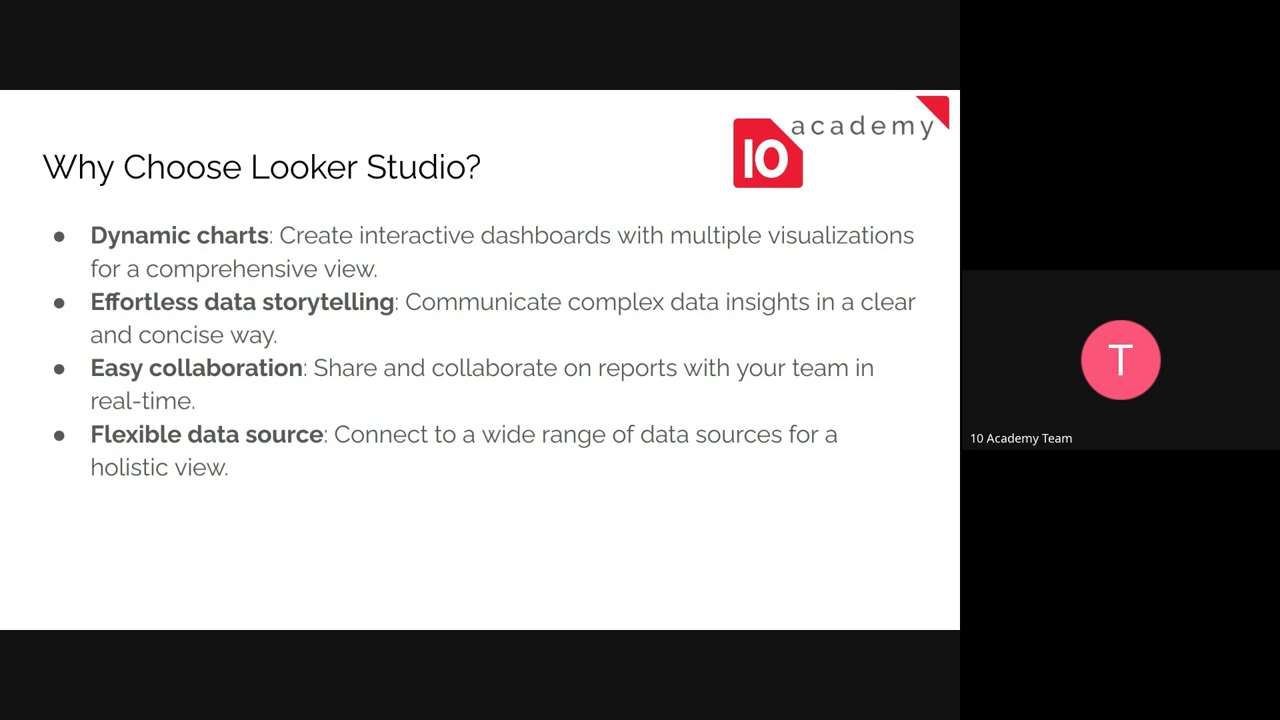 academy
10
Why Choose Looker Studio?
● Dynamic charts: Create interactive dashboards with multiple visualizations
for a comprehensive view.
● Effortless data storytelling: Communicate complex data insights in a clear
and concise way.
● Easy collaboration: Share and collaborate on reports with your team in
real-time.
● Flexible data source: Connect to a wide range of data sources for a
holistic view.
T
10 Academy Team